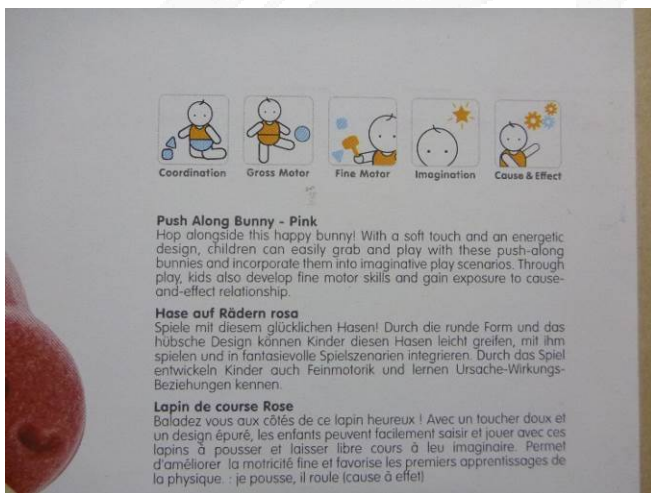 Coordination Gross Motor Fine Motor Imagination Cause & Effect
Push Along Bunny - Pink
Hop alongside this happy bunny! With a soft touch and an energetic
design, children can easily grab and play with these push-along
bunnies and incorporate them into imaginative play scenarios. Through
play, kids also develop fine motor skills and gain exposure to cause-
and-effect relationship.
Hase auf Rädern rosa
Spiele mit diesem glücklichen Hasen! Durch die runde Form und das
hübsche Design können Kinder diesen Hasen leicht greifen, mit ihm
spielen und in fantasievolle Spielszenarien integrieren. Durch das Spiel
entwickeln Kinder auch Feinmotorik und lernen Ursache-Wirkungs-
Beziehungen kennen.
Lapin de course Rose
Baladez vous aux côtés de ce lapin heureux ! Avec un toucher doux et
un design épuré, les enfants peuvent facilement saisir et jouer avec ces
lapins à pousser et laisser libre cours à leu imaginaire. Permet
d'améliorer la motricité fine et favorise les premiers apprentissages de
la physique. : je pousse, il roule (cause à effet)